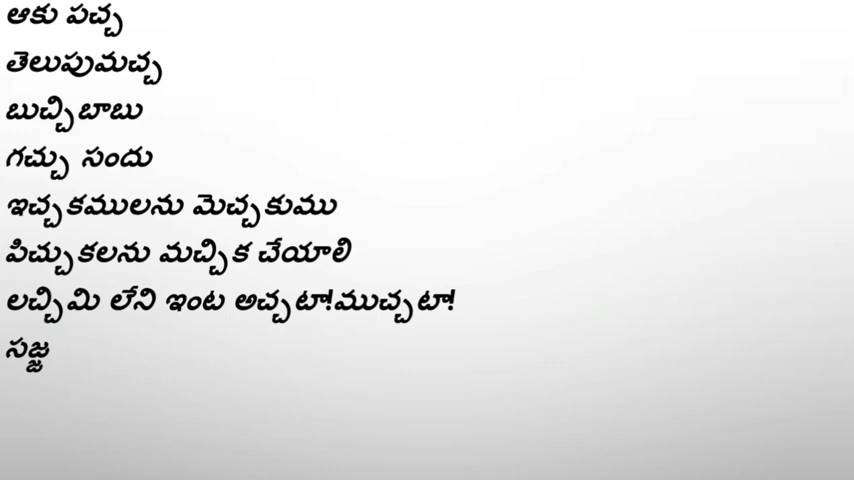 ఆకు పచ్చ
తెలుపుమచ్చ
బుచ్చిబాబు
గచ్చు సందు
ఇచ్చకములను మెచ్చకుము
పిచ్చుకలను మచ్చిక చేయాలి
లచ్చిమి లేని ఇంట అచ్చటా!ముచ్చటా!
సజ్జ